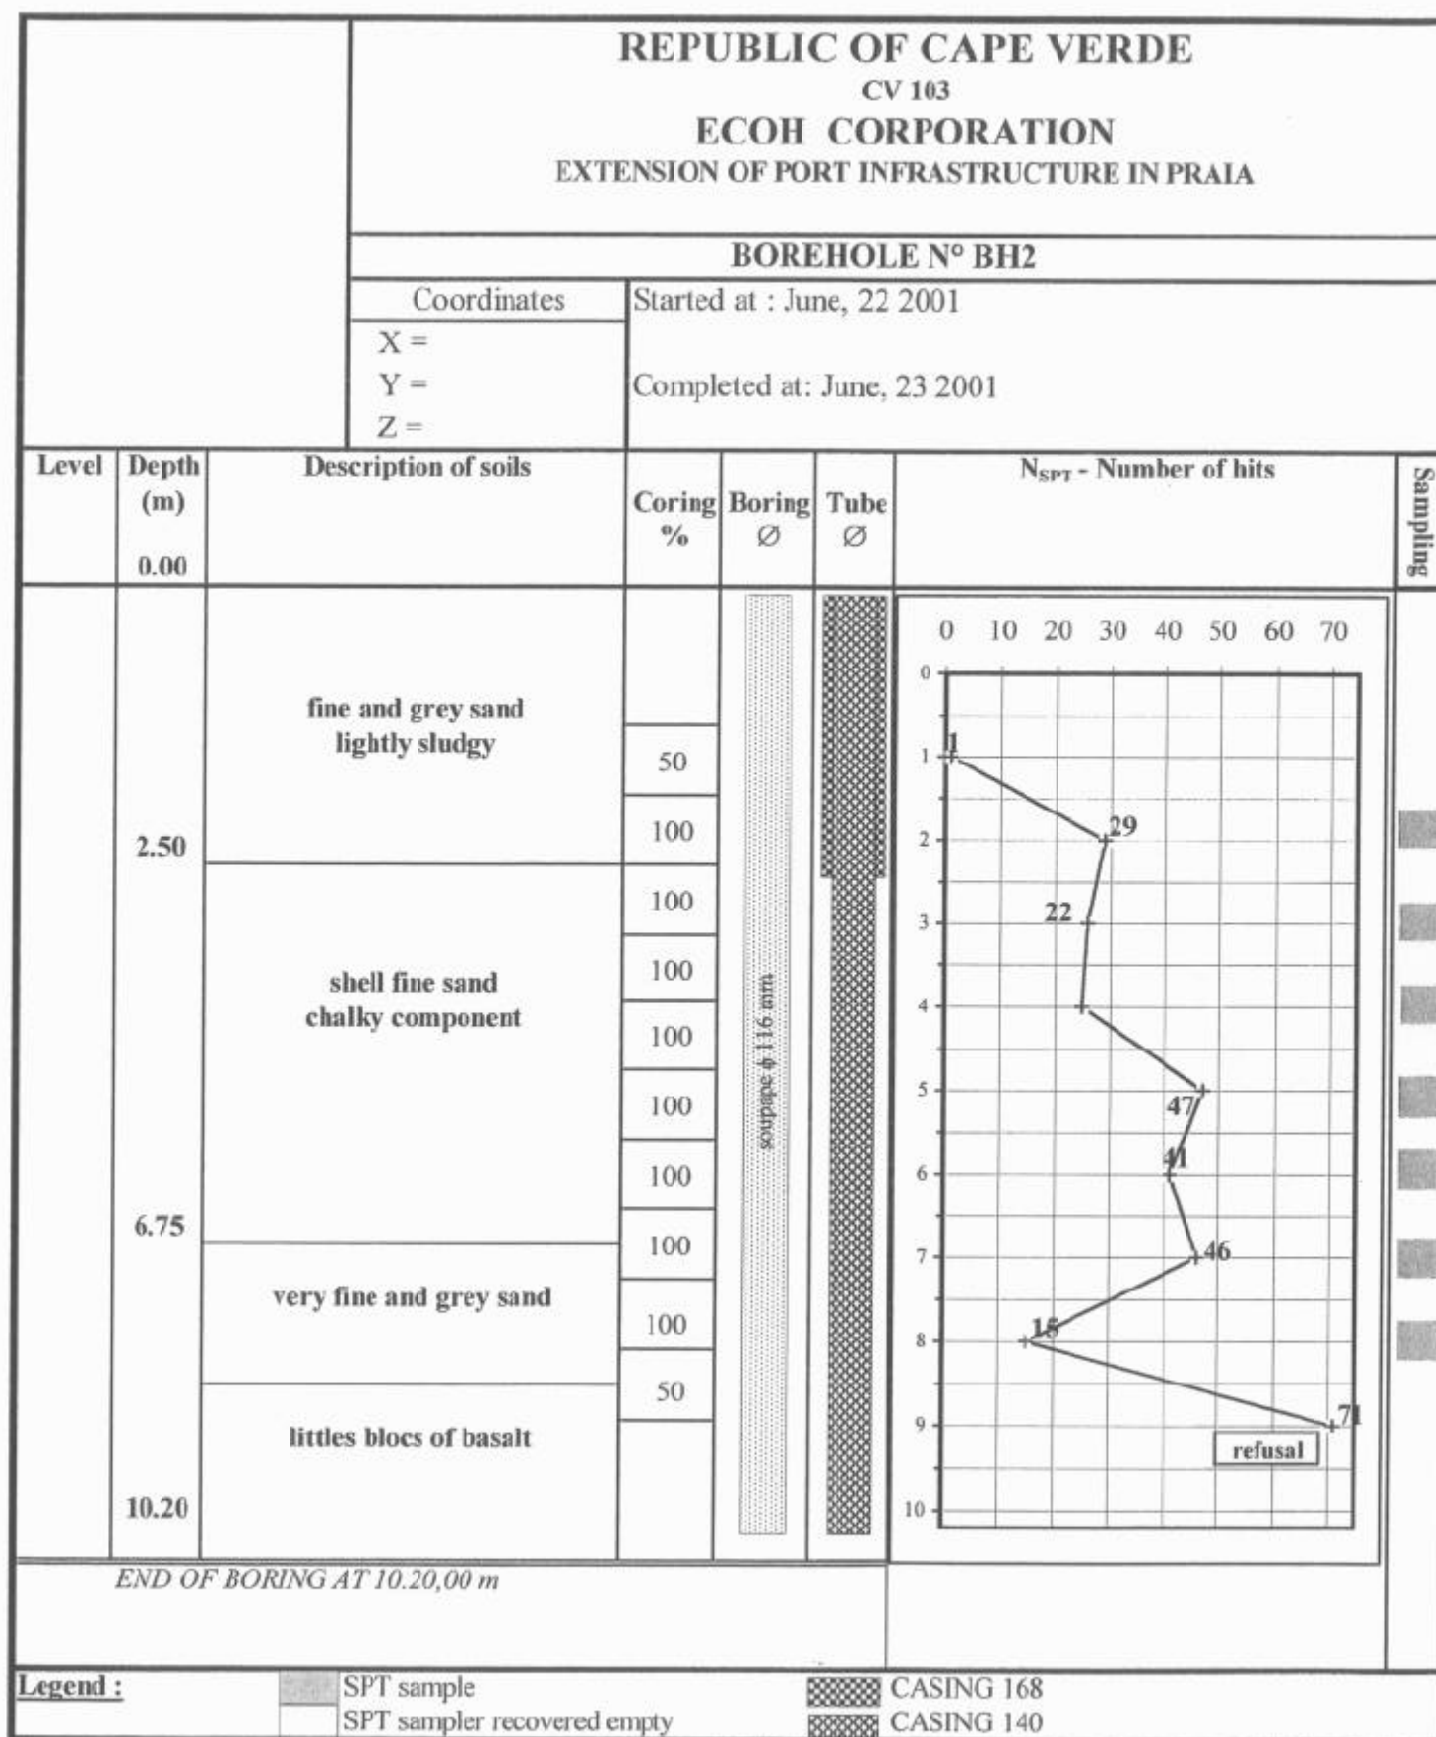 REPUBLIC OF CAPE VERDE
CV 103
ECOH CORPORATION
EXTENSION OF PORT INFRASTRUCTURE IN PRAIA
BOREHOLE N° BH2
Coordinates
X =
Y =
Z =
Started at : June, 22 2001
Completed at: June, 23 2001
Level
Depth
(m)
0.00
Description of soils
Coring
%
Boring
Ø
Tube
Ø
N_SPT - Number of hits
Sampling
fine and grey sand
lightly sludgy
2.50
shell fine sand
chalky component
6.75
very fine and grey sand
littles blocs of basalt
10.20
50
100
100
100
100
100
100
100
100
50
soupape ϕ 116 mm
0 10 20 30 40 50 60 70
0
1
2
3
4
5
6
7
8
9
10
1
29
22
47
41
46
15
71
refusal
END OF BORING AT 10.20,00 m
Legend :
SPT sample
SPT sampler recovered empty
CASING 168
CASING 140